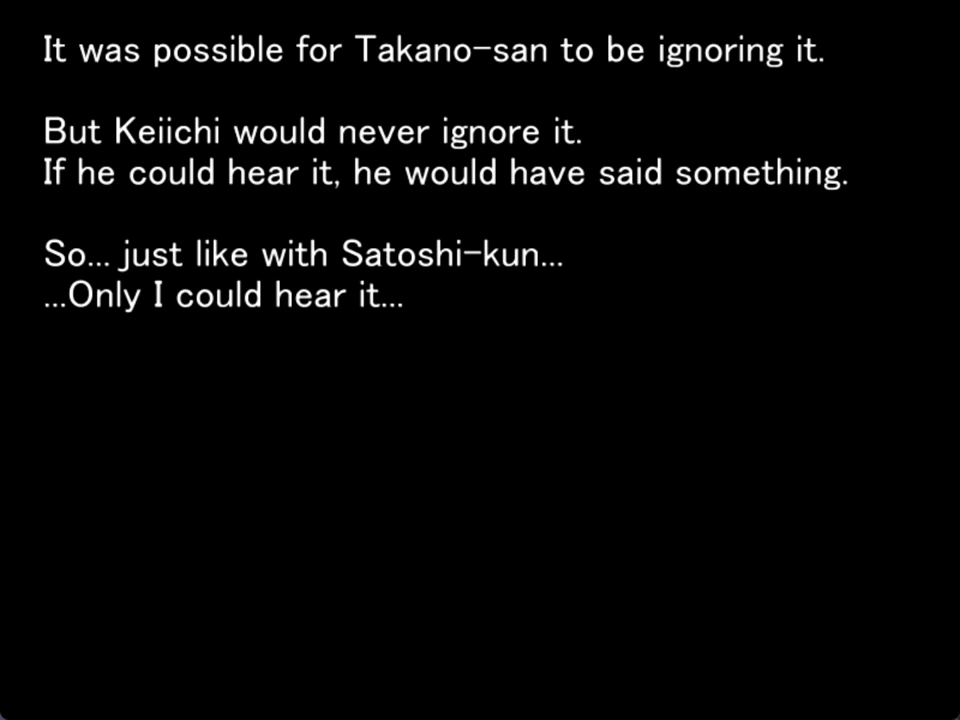 It was possible for Takano-san to be ignoring it.
But Keiichi would never ignore it.
If he could hear it, he would have said something.
So... just like with Satoshi-kun...
...Only I could hear it...